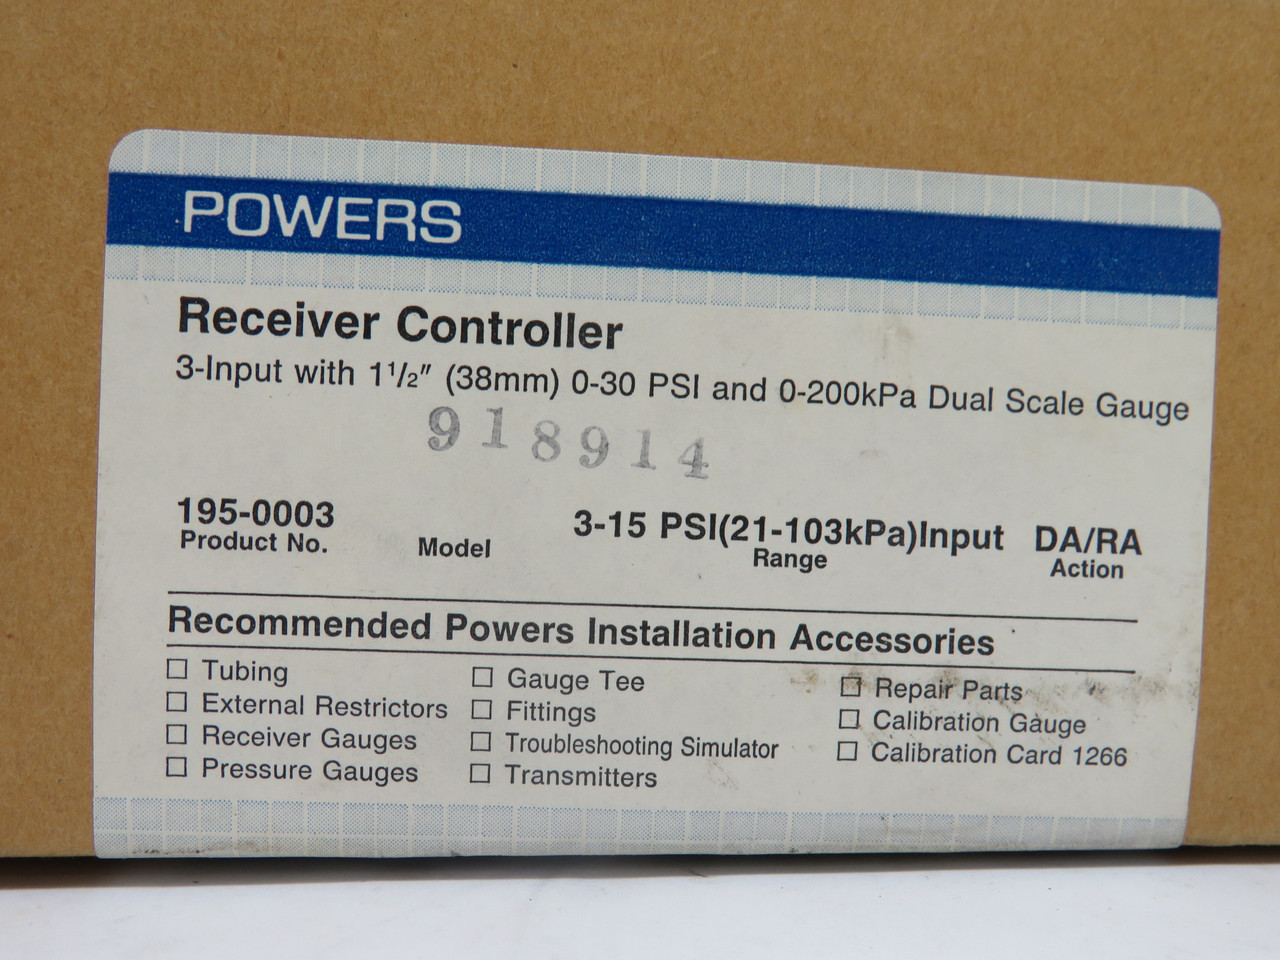 POWERS
Receiver Controller
3-Input with 1 1/2" (38mm) 0-30 PSI and 0-200kPa Dual Scale Gauge
918914
195-0003 3-15 PSI(21-103kPa)Input DA/RA
Product No. Model Range Action
Recommended Powers Installation Accessories
☐ Tubing ☐ Gauge Tee ☐ Repair Parts
☐ External Restrictors ☐ Fittings ☐ Calibration Gauge
☐ Receiver Gauges ☐ Troubleshooting Simulator ☐ Calibration Card 1266
☐ Pressure Gauges ☐ Transmitters